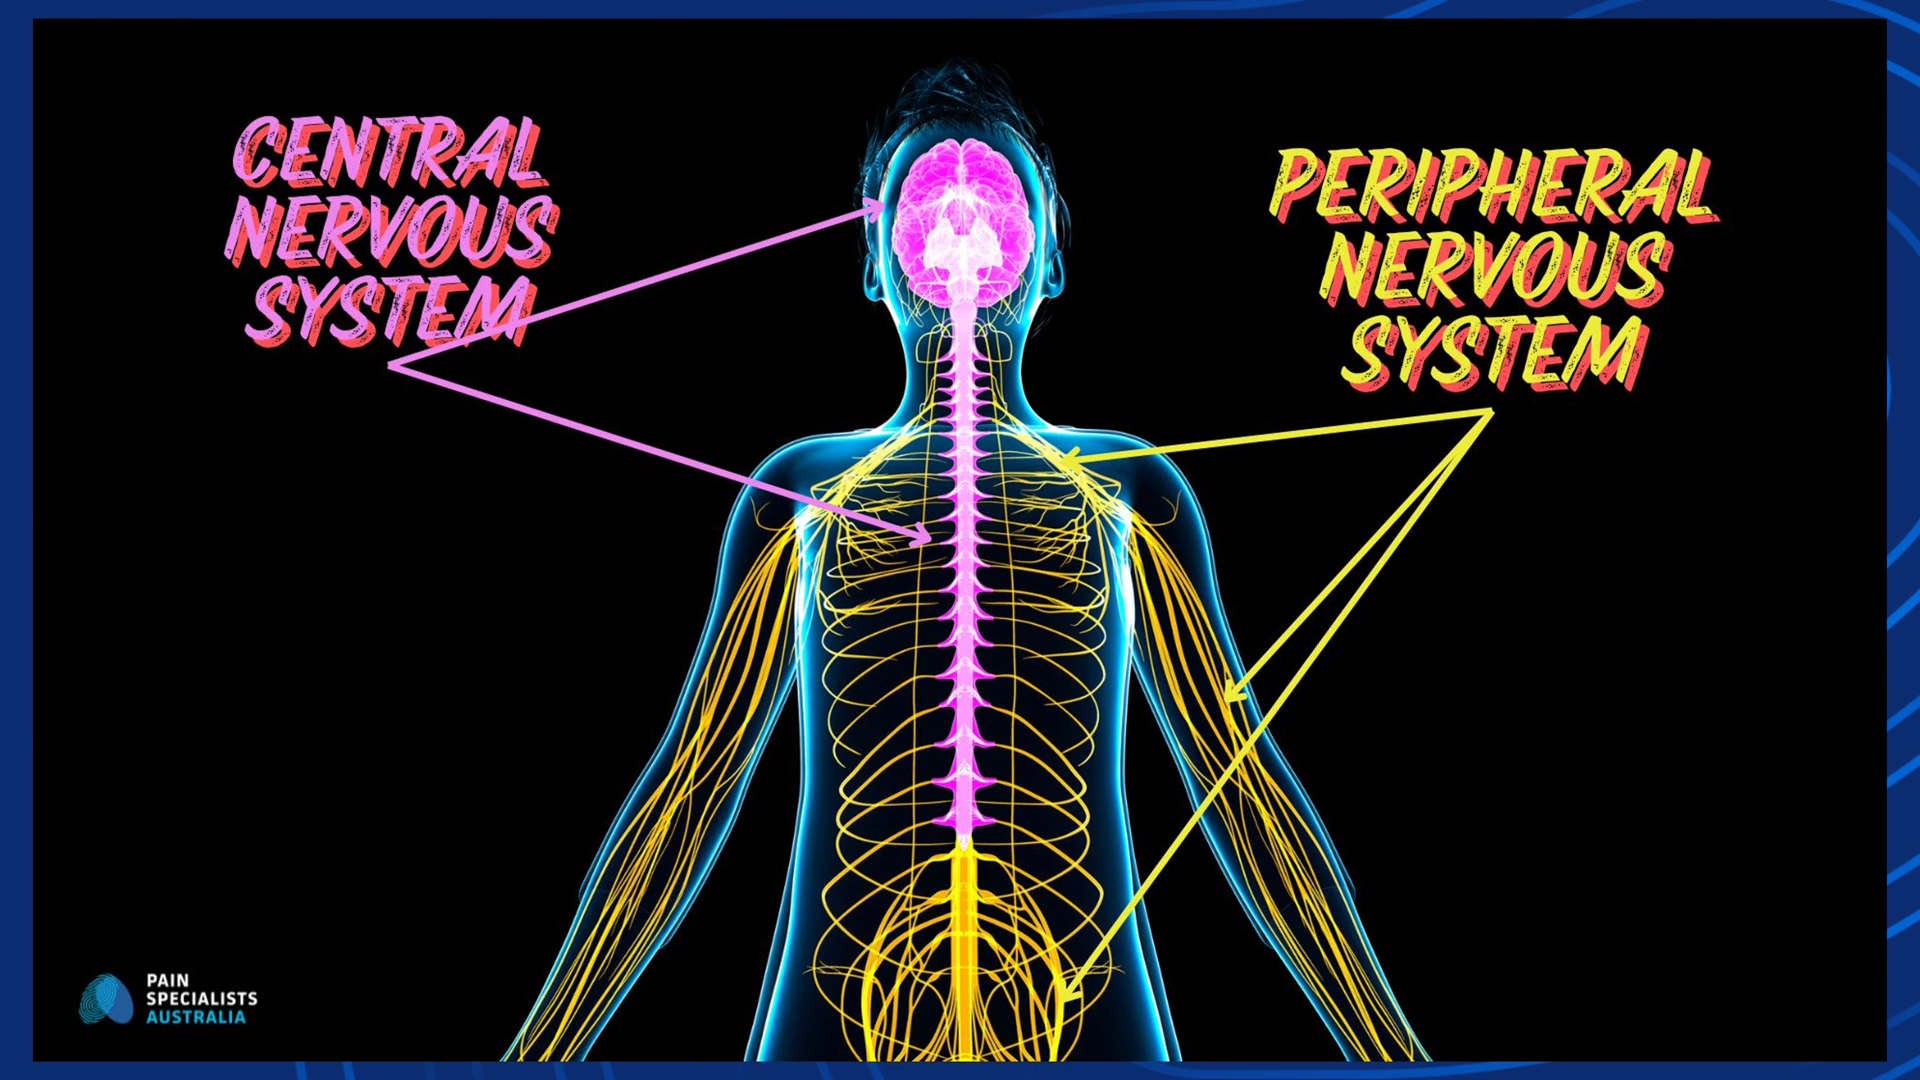 CENTRAL
NERVOUS
SYSTEM
PERIPHERAL
NERVOUS
SYSTEM
PAIN
SPECIALISTS
AUSTRALIA